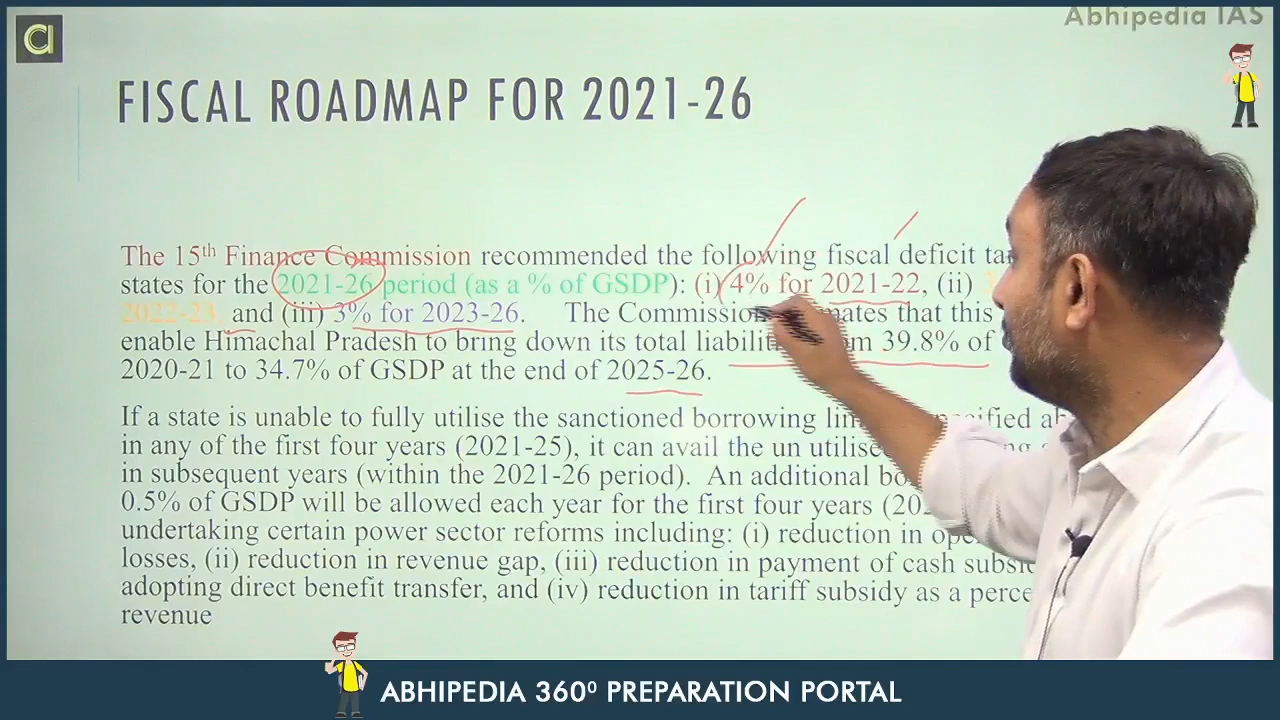 Abhipedia IAS
FISCAL ROADMAP FOR 2021-26
The 15th Finance Commission recommended the following fiscal deficit
states for the 2021-26 period (as a % of GSDP): (i) 4% for 2021-22, (ii)
2022-23, and (iii) 3% for 2023-26. The Commission that this
enable Himachal Pradesh to bring down its total 39.8% of
2020-21 to 34.7% of GSDP at the end of 2025-26.
If a state is unable to fully utilise the sanctioned borrowing
in any of the first four years (2021-25), it can avail the un
in subsequent years (within the 2021-26 period). An additional
0.5% of GSDP will be allowed each year for the first four years
undertaking certain power sector reforms including: (i) reduction in
losses, (ii) reduction in revenue gap, (iii) reduction in payment of cash
adopting direct benefit transfer, and (iv) reduction in tariff subsidy as a
revenue
ABHIPEDIA 360⁰ PREPARATION PORTAL